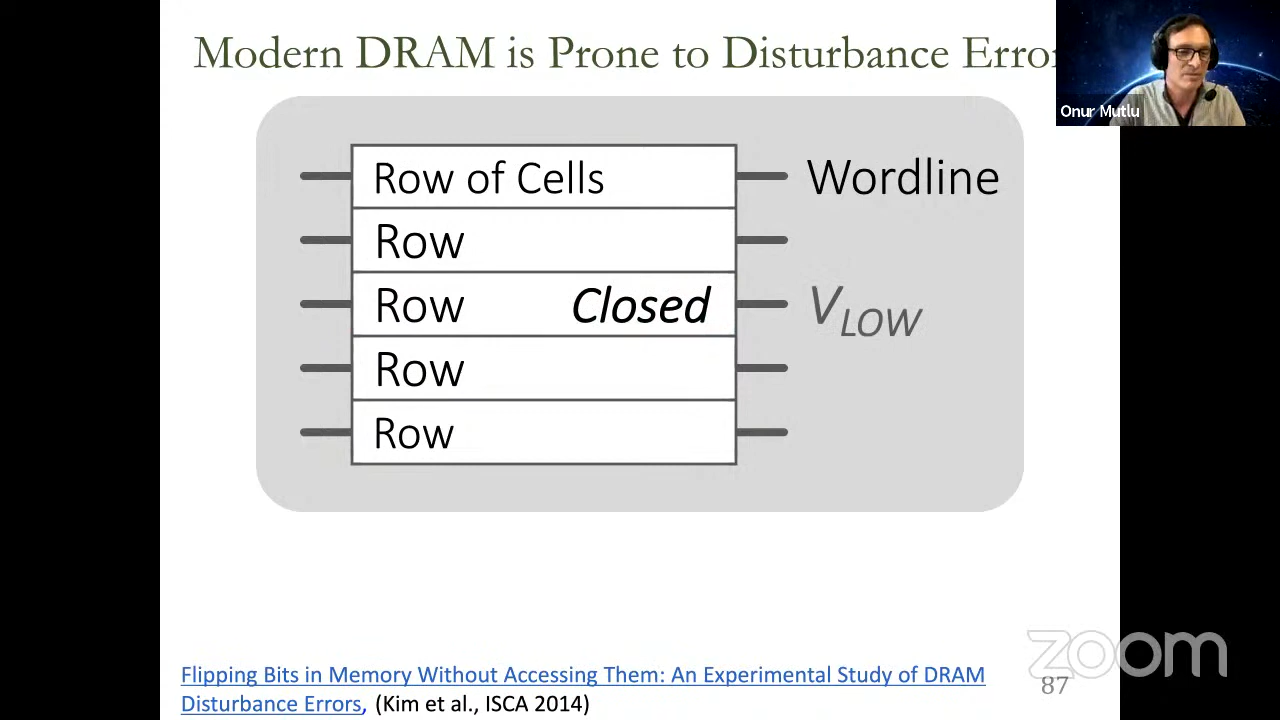 Modern DRAM is Prone to Disturbance Error
Onur Mutlu
Row of Cells Wordline
Row
Row Closed VLOW
Row
Row
Flipping Bits in Memory Without Accessing Them: An Experimental Study of DRAM
Disturbance Errors, (Kim et al., ISCA 2014)
zoom
87